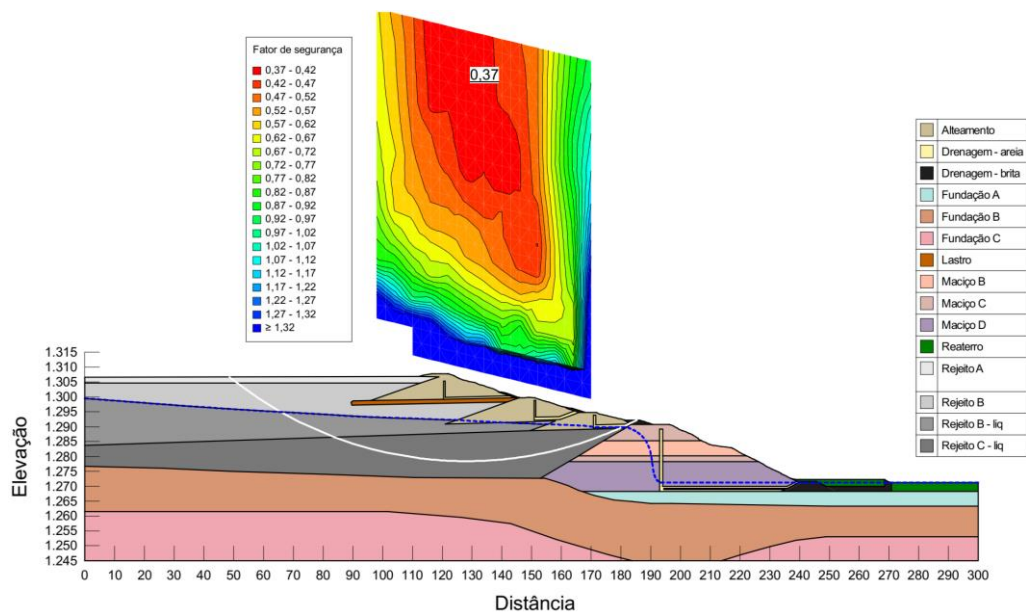 Fator de segurança
0,37 - 0,42
0,42 - 0,47
0,47 - 0,52
0,52 - 0,57
0,57 - 0,62
0,62 - 0,67
0,67 - 0,72
0,72 - 0,77
0,77 - 0,82
0,82 - 0,87
0,87 - 0,92
0,92 - 0,97
0,97 - 1,02
1,02 - 1,07
1,07 - 1,12
1,12 - 1,17
1,17 - 1,22
1,22 - 1,27
1,27 - 1,32
≥ 1,32
0,37
Alteamento
Drenagem - areia
Drenagem - brita
Fundação A
Fundação B
Fundação C
Lastro
Maciço B
Maciço C
Maciço D
Reaterro
Rejeito A
Rejeito B
Rejeito B - liq
Rejeito C - liq
Elevação
1.315
1.310
1.305
1.300
1.295
1.290
1.285
1.280
1.275
1.270
1.265
1.260
1.255
1.250
1.245
0 10 20 30 40 50 60 70 80 90 100 110 120 130 140 150 160 170 180 190 200 210 220 230 240 250 260 270 280 290 300
Distância